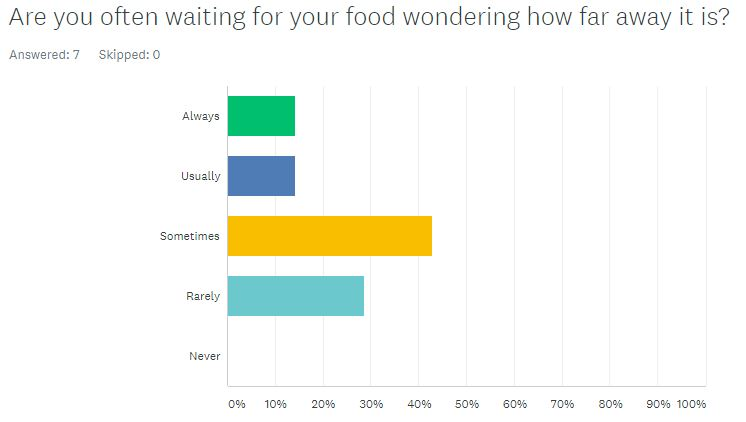 Are you often waiting for your food wondering how far away it is?
Answered: 7 Skipped: 0
Always
Usually
Sometimes
Rarely
Never
0% 10% 20% 30% 40% 50% 60% 70% 80% 90% 100%